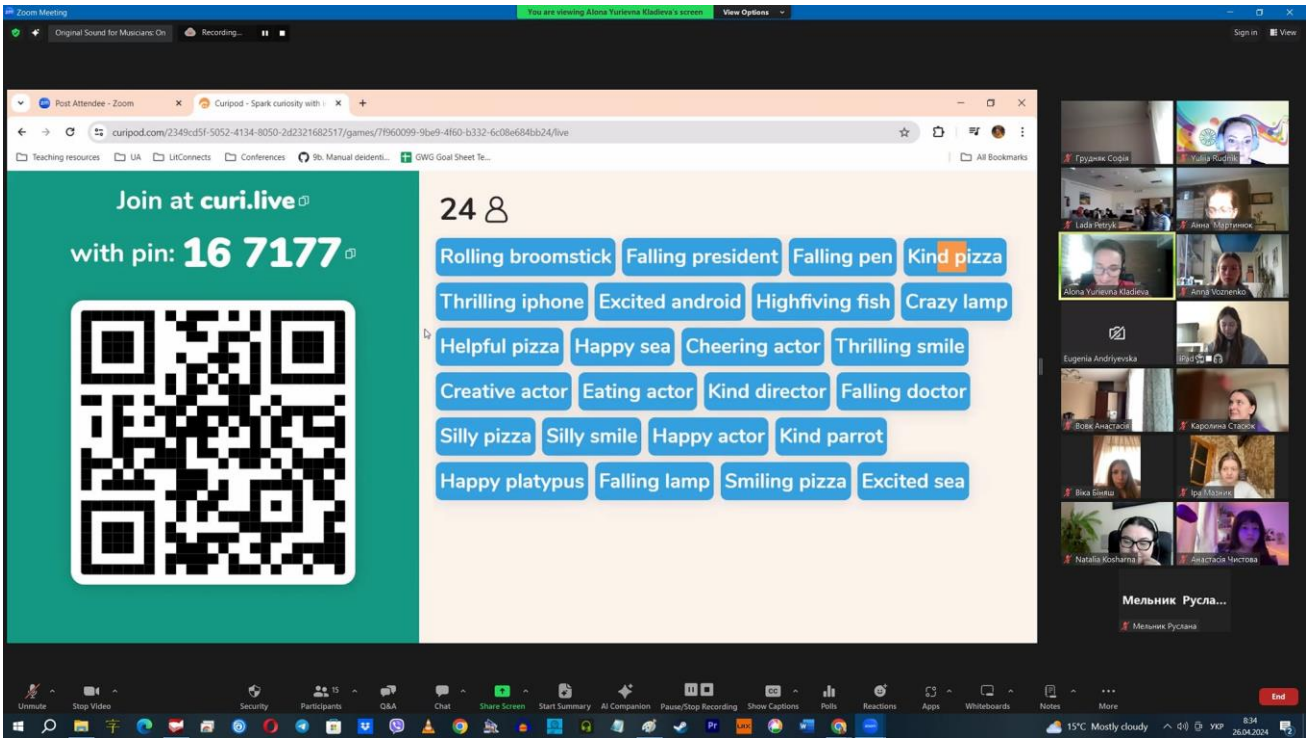 Zoom Meeting
You are viewing Alona Yurievna Kladieva's screen View Options
Original Sound for Musicians: On Recording...
Sign in View
Post Attendee - Zoom
Curipod - Spark curiosity with
curipod.com/2349cd5f-5052-4134-8050-2d2321682517/games/7f960099-9be9-4f60-b332-6c08e684bb24/live
Teaching resources UA LitConnects Conferences 9b. Manual deidenti... GWG Goal Sheet Te... All Bookmarks
Join at curi.live
with pin: 16 7177
24
Rolling broomstick Falling president Falling pen Kind pizza
Thrilling iphone Excited android Highfiving fish Crazy lamp
Helpful pizza Happy sea Cheering actor Thrilling smile
Creative actor Eating actor Kind director Falling doctor
Silly pizza Silly smile Happy actor Kind parrot
Happy platypus Falling lamp Smiling pizza Excited sea
Грудняк Софія Yuliia Rudnik
Lada Petryk Анна Мартинюк
Alona Yurievna Kladieva Anna Voznenko
Eugenia Andriyevska iPad
Вовк Анастасія Каролина Стасюк
Віка Біняш Іра Мазник
Natalia Kosharna Анастасія Чистова
Мельник Русла...
Мельник Руслана
Unmute Stop Video Security Participants 15 Q&A Chat Share Screen Start Summary AI Companion Pause/Stop Recording Show Captions Polls Reactions Apps Whiteboards Notes More End
15°C Mostly cloudy УКР 8:34
26.04.2024